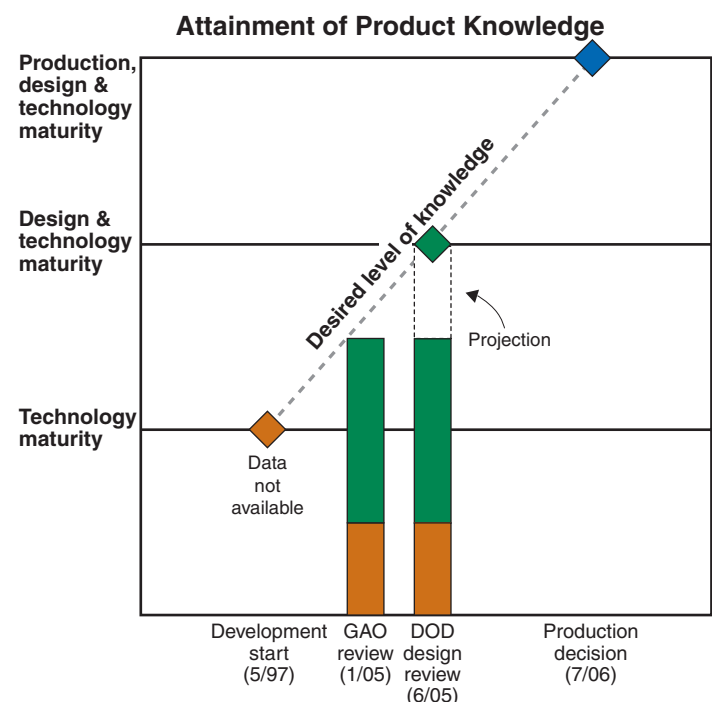 Attainment of Product Knowledge
Production,
design &
technology
maturity
Design &
technology
maturity
Technology
maturity
Desired level of knowledge
Projection
Data
not
available
Development
start
(5/97)
GAO
review
(1/05)
DOD
design
review
(6/05)
Production
decision
(7/06)